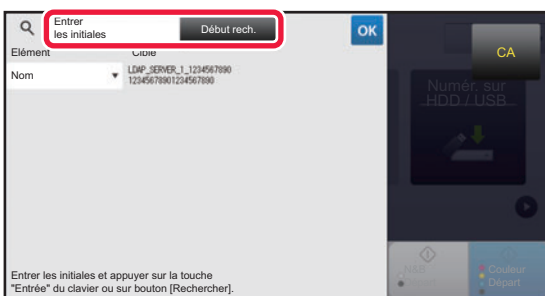 Entrer
les initiales
Début rech.
OK
CA
Elément
Cible
Nom
LDAP_SERVER_1_1234567890
12345678901234567890
Numér. sur
HDD / USB
Entrer les initiales et appuyer sur la touche
"Entrée" du clavier ou sur bouton [Rechercher].
N&B
Départ
Couleur
Départ